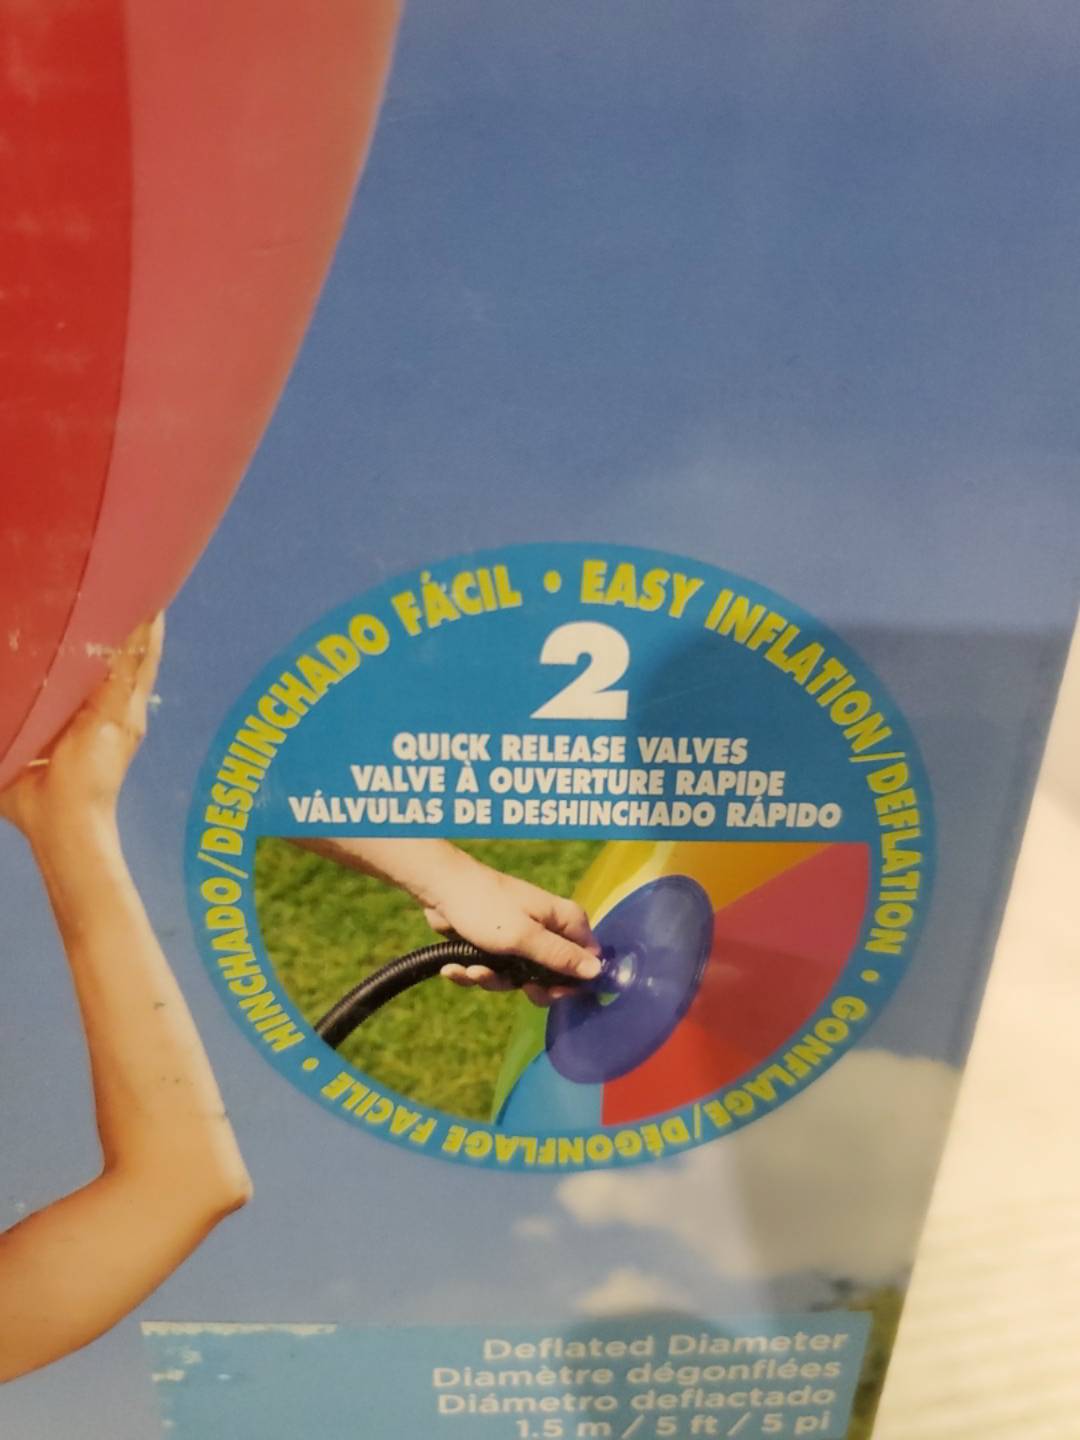 HINCHADO/DESHINCHADO FÁCIL • EASY INFLATION/DEFLATION • GONFLAGE/DÉGONFLAGE FACILE •
2
QUICK RELEASE VALVES
VALVE À OUVERTURE RAPIDE
VÁLVULAS DE DESHINCHADO RÁPIDO
Deflated Diameter
Diamètre dégonflées
Diámetro deflactado
1.5 m / 5 ft / 5 pi